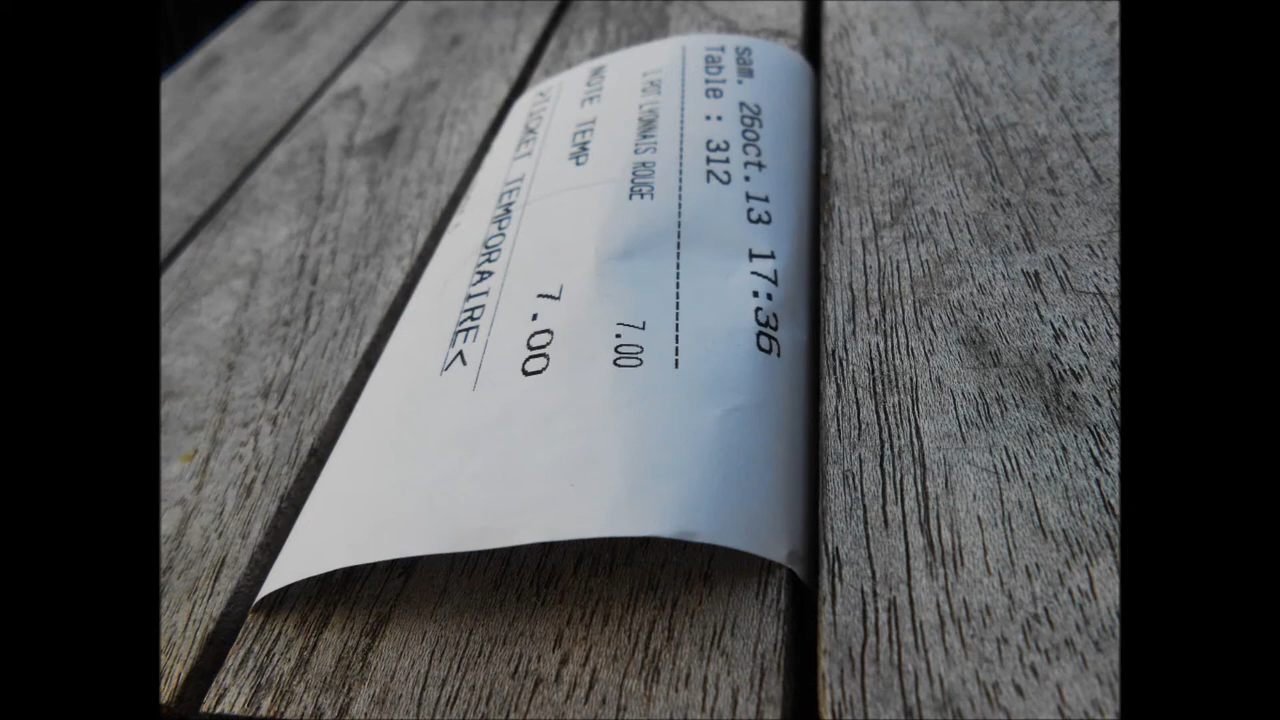 sam. 26oct.13 17:36
Table : 312
1 POT LYONNAIS ROUGE 7.00
NOTE TEMP 7.00
TICKET TEMPORAIRE<